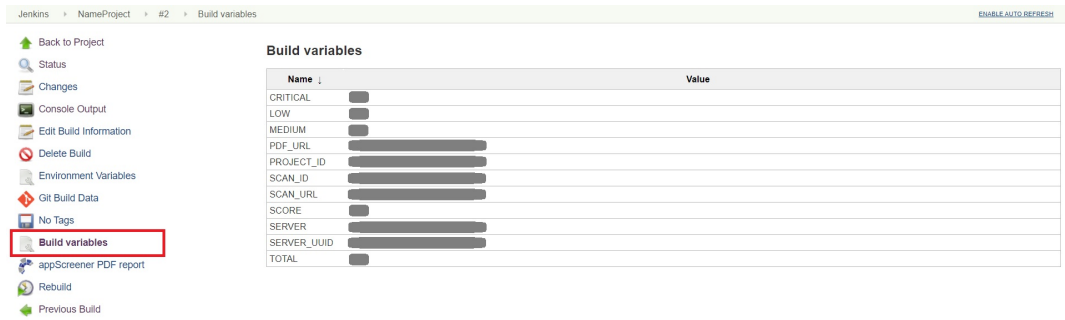 Jenkins NameProject #2 Build variables ENABLE AUTO REFRESH
Back to Project
Status
Changes
Console Output
Edit Build Information
Delete Build
Environment Variables
Git Build Data
No Tags
Build variables
appScreener PDF report
Rebuild
Previous Build
Build variables
Name ↓ Value
CRITICAL
LOW
MEDIUM
PDF_URL
PROJECT_ID
SCAN_ID
SCAN_URL
SCORE
SERVER
SERVER_UUID
TOTAL